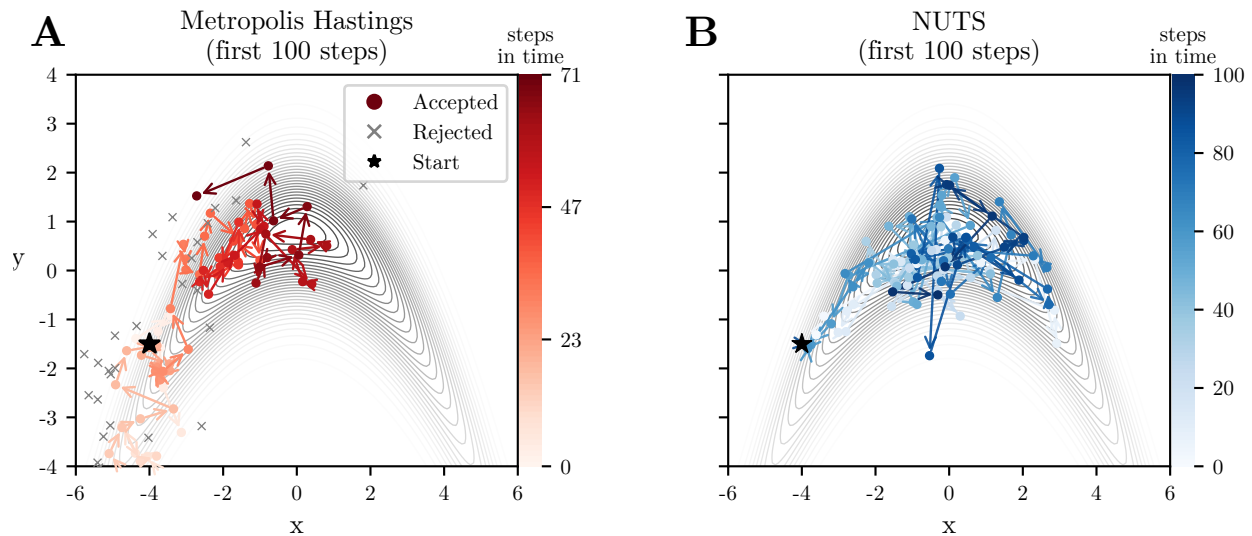 A
Metropolis Hastings
(first 100 steps)
steps
in time
4
3
2
1
0
-1
-2
-3
-4
y
-6
-4
-2
0
2
4
6
x
Accepted
Rejected
Start
71
47
23
0
B
NUTS
(first 100 steps)
steps
in time
-6
-4
-2
0
2
4
6
x
100
80
60
40
20
0